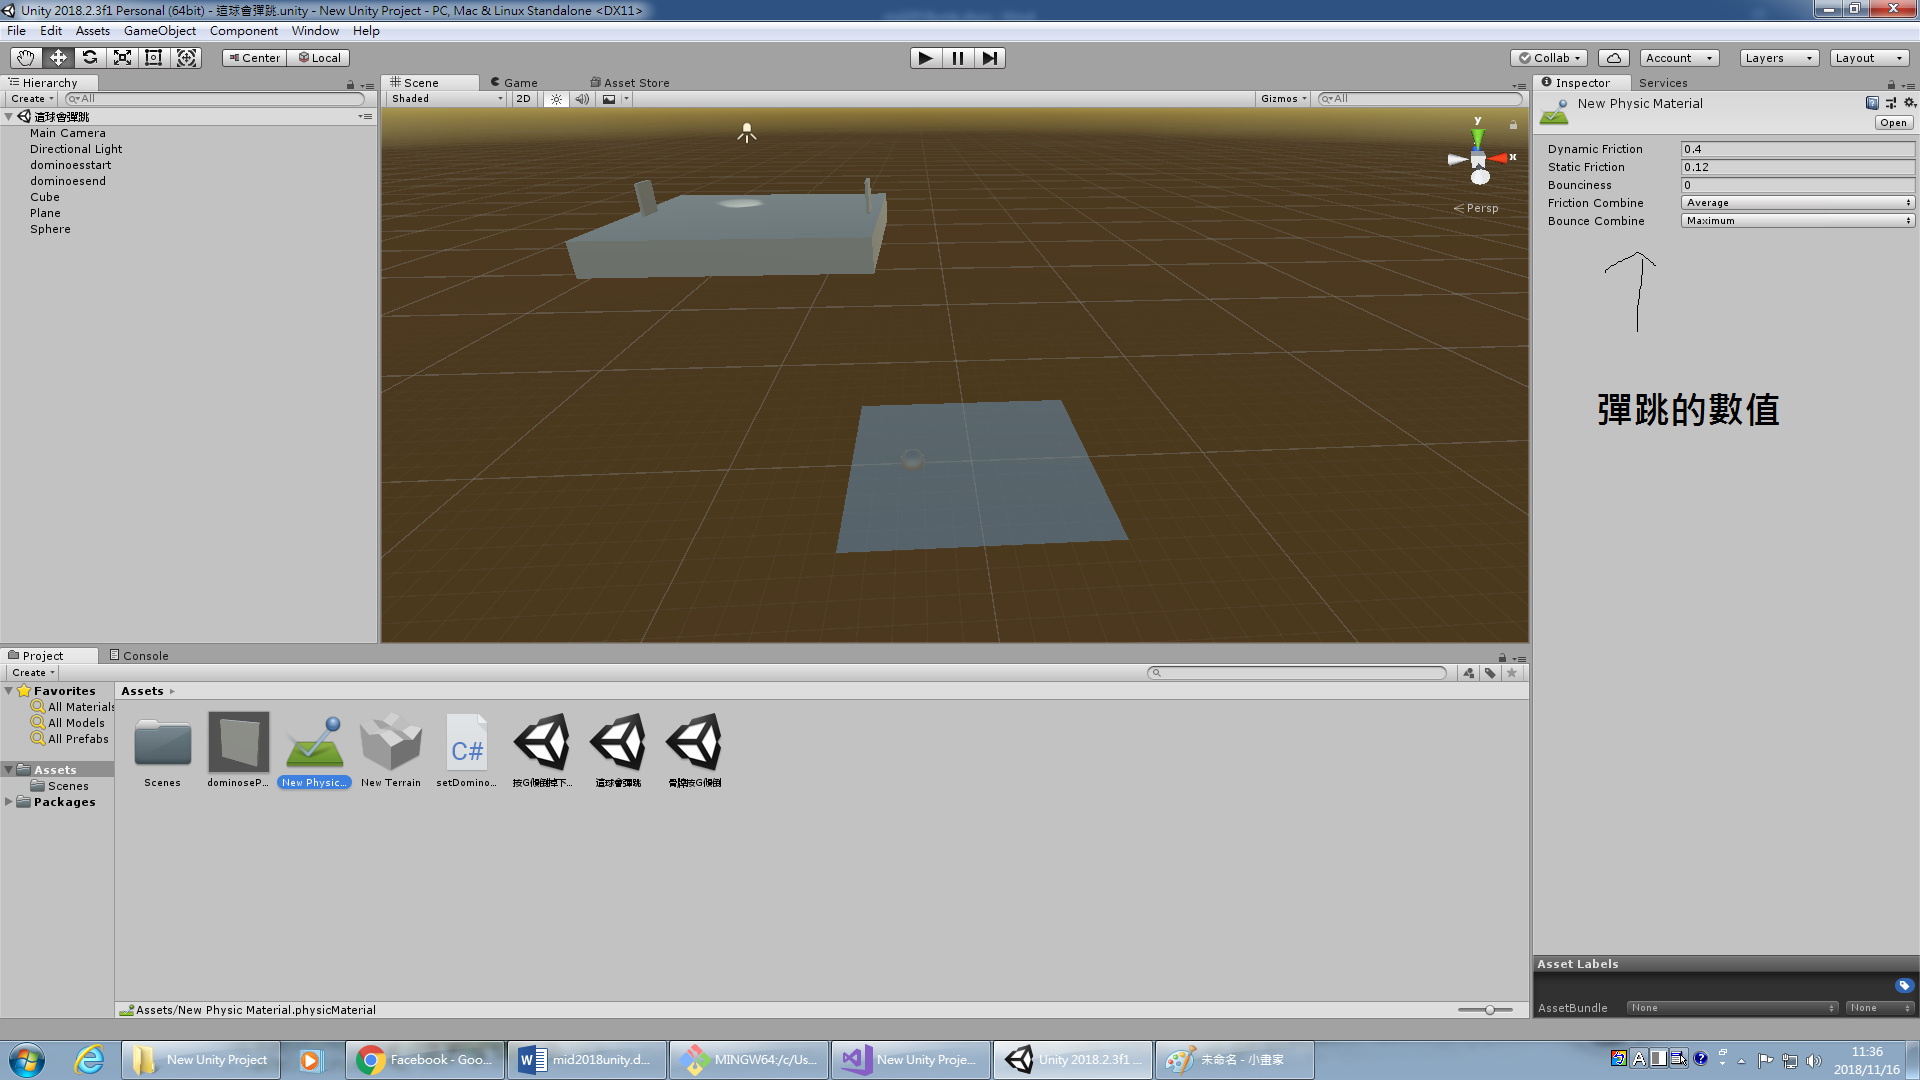 Unity 2018.2.3f1 Personal (64bit) - 這球會彈跳.unity - New Unity Project - PC, Mac & Linux Standalone <DX11>
File Edit Assets GameObject Component Window Help
Center Local
Collab Account Layers Layout
Hierarchy
Create All
這球會彈跳
Main Camera
Directional Light
dominoesstart
dominoesend
Cube
Plane
Sphere
Scene Game Asset Store
Shaded 2D Gizmos All
y
x
Persp
Inspector Services
New Physic Material
Open
Dynamic Friction 0.4
Static Friction 0.12
Bounciness 0
Friction Combine Average
Bounce Combine Maximum
彈跳的數值
Project Console
Create
Favorites
All Materials
All Models
All Prefabs
Assets
Scenes
Packages
Assets
Scenes
dominoseP...
New Physic...
New Terrain
C#
setDomino...
按G傾倒掉下...
這球會彈跳
骨牌按G傾倒
Assets/New Physic Material.physicMaterial
Asset Labels
AssetBundle None None
New Unity Project
Facebook - Goo...
mid2018unity.d...
MINGW64:/c/Us...
New Unity Proje...
Unity 2018.2.3f1 ...
未命名 - 小畫家
A
11:36
2018/11/16